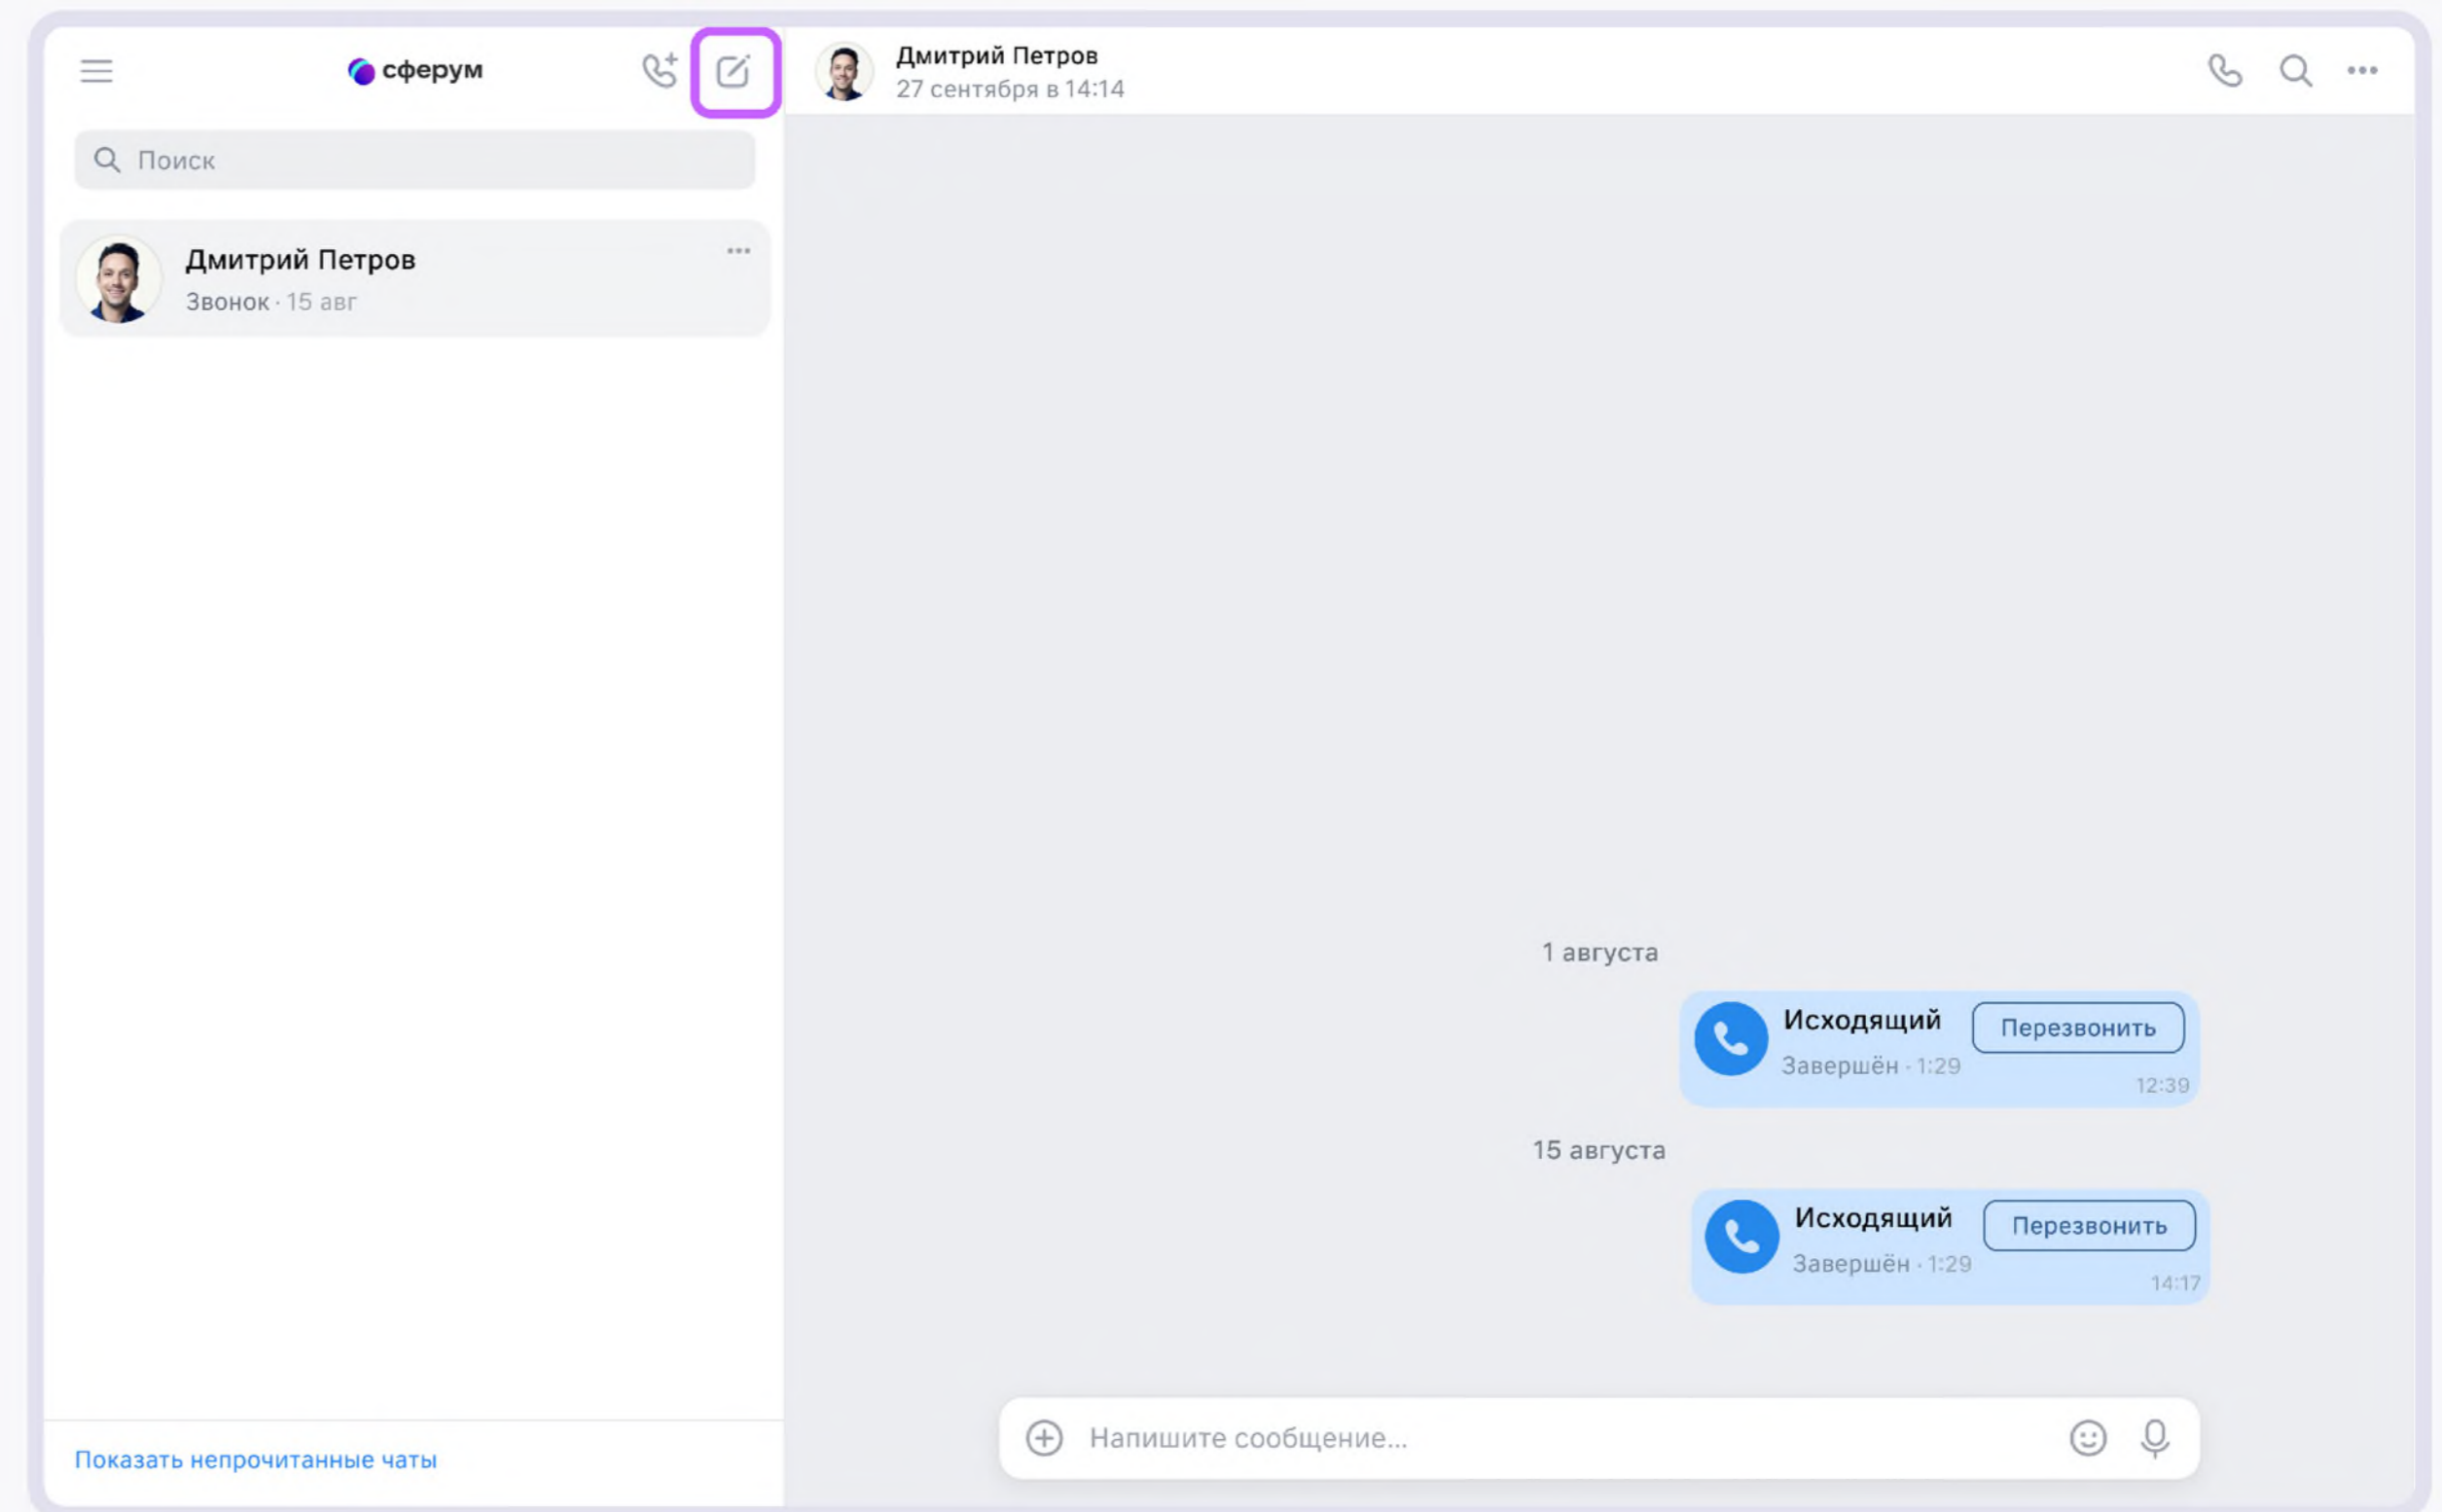 сферум
Поиск
Дмитрий Петров
Звонок · 15 авг
Показать непрочитанные чаты
Дмитрий Петров
27 сентября в 14:14
1 августа
Исходящий
Перезвонить
Завершён · 1:29
12:39
15 августа
Исходящий
Перезвонить
Завершён · 1:29
14:17
Напишите сообщение...